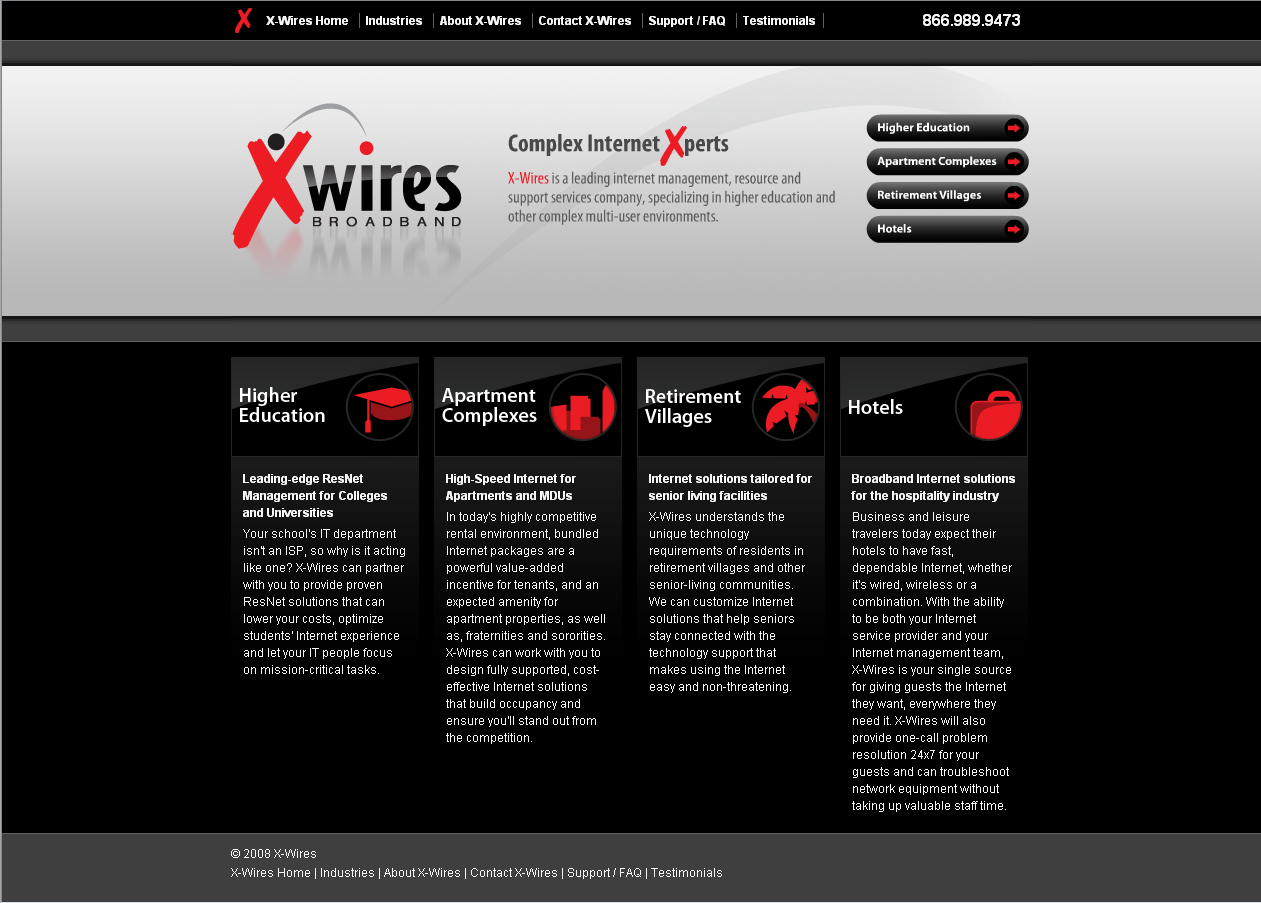 X-Wires Home | Industries | About X-Wires | Contact X-Wires | Support / FAQ | Testimonials | 866.989.9473
Xwires
BROADBAND
Complex Internet Xperts
X-Wires is a leading internet management, resource and
support services company, specializing in higher education and
other complex multi-user environments.
Higher Education
Apartment Complexes
Retirement Villages
Hotels
Higher
Education
Leading-edge ResNet
Management for Colleges
and Universities
Your school's IT department
isn't an ISP, so why is it acting
like one? X-Wires can partner
with you to provide proven
ResNet solutions that can
lower your costs, optimize
students' Internet experience
and let your IT people focus
on mission-critical tasks.
Apartment
Complexes
High-Speed Internet for
Apartments and MDUs
In today's highly competitive
rental environment, bundled
Internet packages are a
powerful value-added
incentive for tenants, and an
expected amenity for
apartment properties, as well
as, fraternities and sororities.
X-Wires can work with you to
design fully supported, cost-
effective Internet solutions
that build occupancy and
ensure you'll stand out from
the competition.
Retirement
Villages
Internet solutions tailored for
senior living facilities
X-Wires understands the
unique technology
requirements of residents in
retirement villages and other
senior-living communities.
We can customize Internet
solutions that help seniors
stay connected with the
technology support that
makes using the Internet
easy and non-threatening.
Hotels
Broadband Internet solutions
for the hospitality industry
Business and leisure
travelers today expect their
hotels to have fast,
dependable Internet, whether
it's wired, wireless or a
combination. With the ability
to be both your Internet
service provider and your
Internet management team,
X-Wires is your single source
for giving guests the Internet
they want, everywhere they
need it. X-Wires will also
provide one-call problem
resolution 24x7 for your
guests and can troubleshoot
network equipment without
taking up valuable staff time.
© 2008 X-Wires
X-Wires Home | Industries | About X-Wires | Contact X-Wires | Support / FAQ | Testimonials